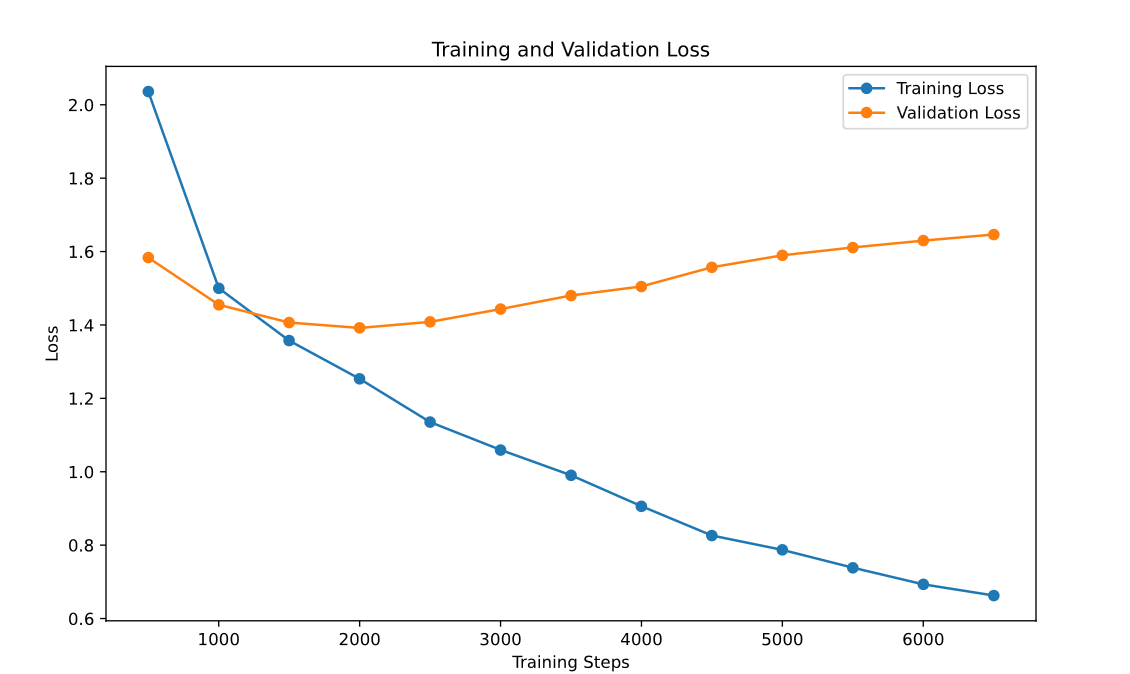 Training and Validation Loss
Training Loss
Validation Loss
2.0
1.8
1.6
1.4
1.2
1.0
0.8
0.6
Loss
1000 2000 3000 4000 5000 6000
Training Steps